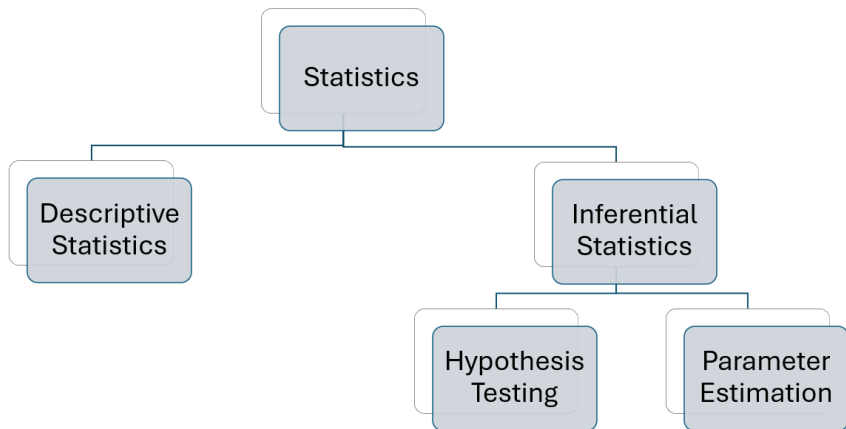 Statistics
Descriptive
Statistics
Inferential
Statistics
Hypothesis
Testing
Parameter
Estimation